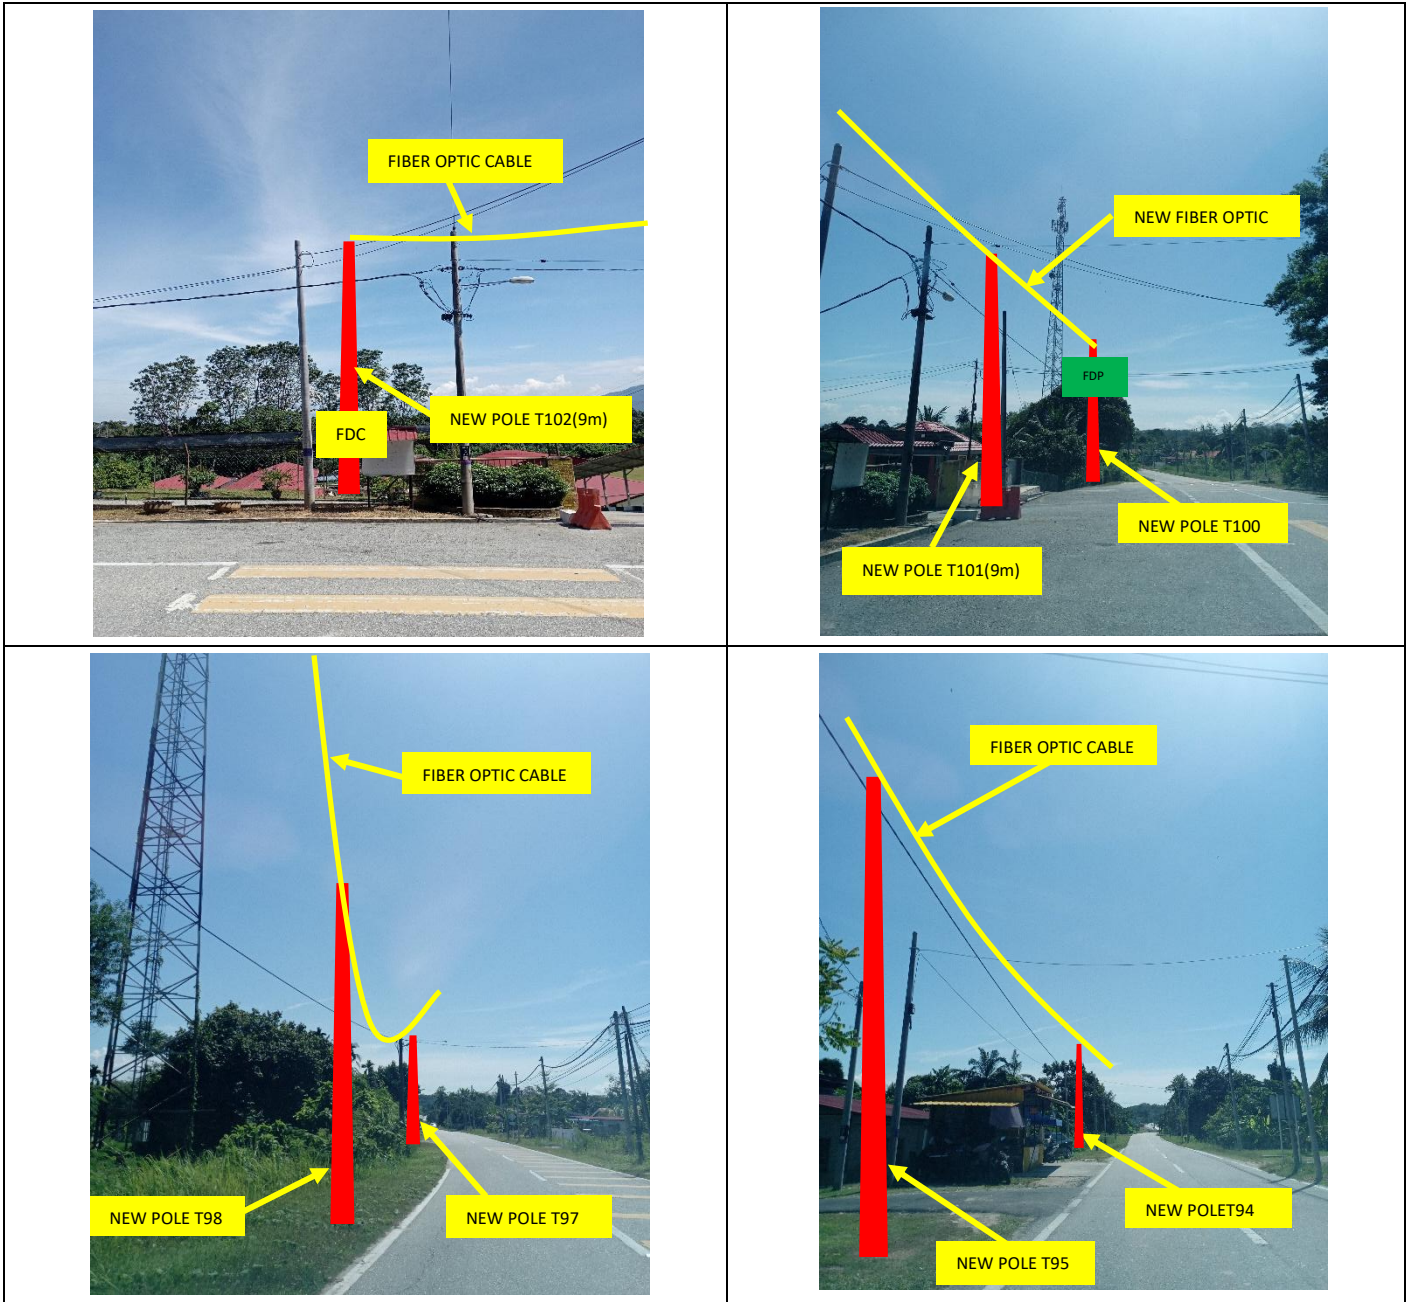 FIBER OPTIC CABLE
NEW POLE T102(9m)
FDC
NEW FIBER OPTIC
FDP
NEW POLE T100
NEW POLE T101(9m)
FIBER OPTIC CABLE
NEW POLE T98
NEW POLE T97
FIBER OPTIC CABLE
NEW POLET94
NEW POLE T95